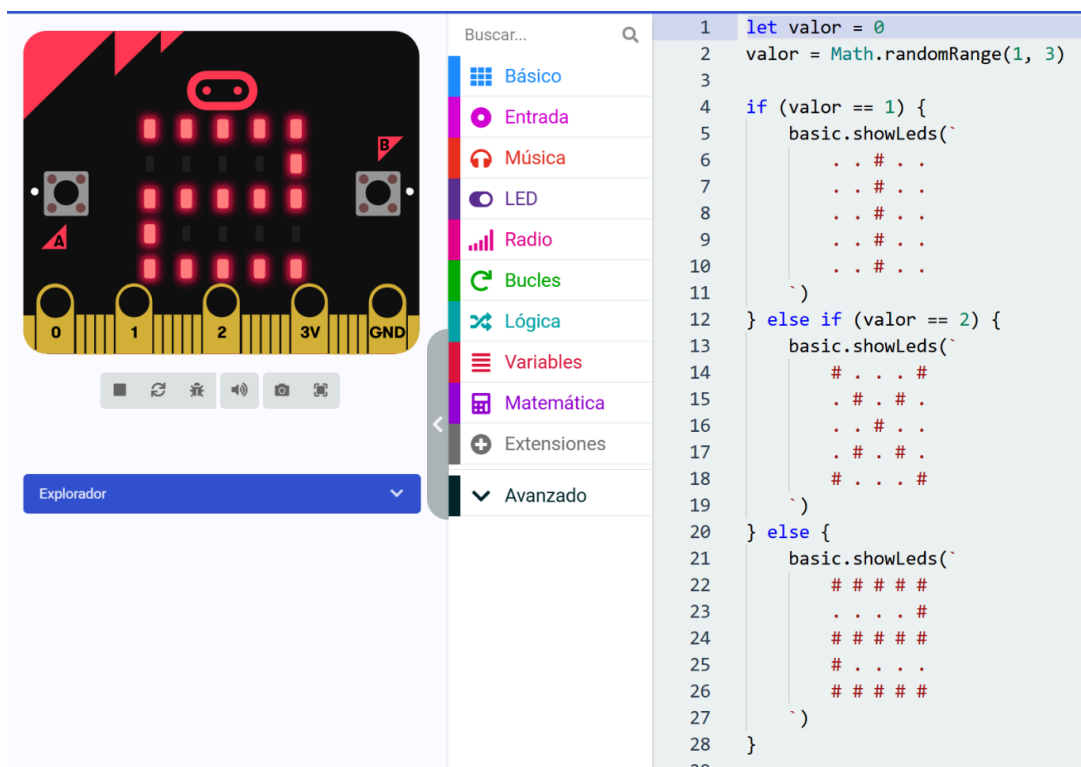 B
A
0 1 2 3V GND
Explorador
Buscar...
Básico
Entrada
Música
LED
Radio
Bucles
Lógica
Variables
Matemática
Extensiones
Avanzado
1 let valor = 0
2 valor = Math.randomRange(1, 3)
3
4 if (valor == 1) {
5 basic.showLeds(`
6 . . # . .
7 . . # . .
8 . . # . .
9 . . # . .
10 . . # . .
11 `)
12 } else if (valor == 2) {
13 basic.showLeds(`
14 # . . . #
15 . # . # .
16 . . # . .
17 . # . # .
18 # . . . #
19 `)
20 } else {
21 basic.showLeds(`
22 # # # # #
23 . . . . #
24 # # # # #
25 # . . . .
26 # # # # #
27 `)
28 }